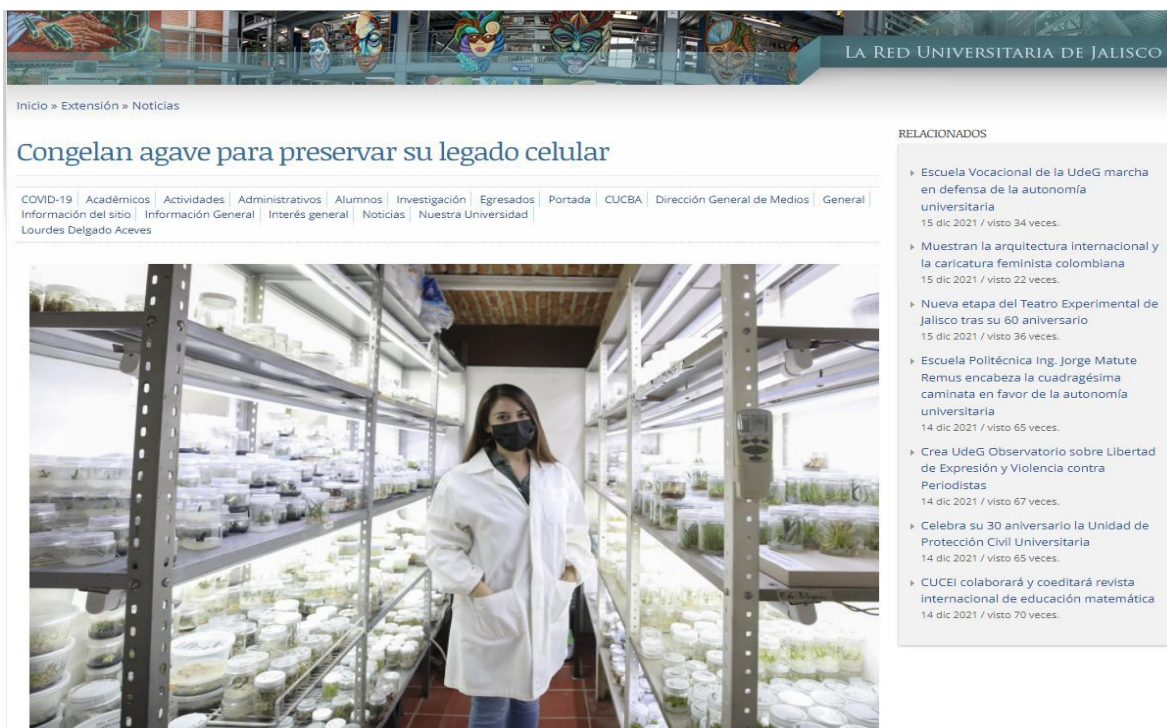 LA RED UNIVERSITARIA DE JALISCO
Inicio » Extensión » Noticias
Congelan agave para preservar su legado celular
COVID-19 | Académicos | Actividades | Administrativos | Alumnos | Investigación | Egresados | Portada | CUCBA | Dirección General de Medios | General
Información del sitio | Información General | Interés general | Noticias | Nuestra Universidad
Lourdes Delgado Aceves
RELACIONADOS
Escuela Vocacional de la UdeG marcha
en defensa de la autonomía
universitaria
15 dic 2021 / visto 34 veces.
Muestran la arquitectura internacional y
la caricatura feminista colombiana
15 dic 2021 / visto 22 veces.
Nueva etapa del Teatro Experimental de
Jalisco tras su 60 aniversario
15 dic 2021 / visto 36 veces.
Escuela Politécnica Ing. Jorge Matute
Remus encabeza la cuadragésima
caminata en favor de la autonomía
universitaria
14 dic 2021 / visto 65 veces.
Crea UdeG Observatorio sobre Libertad
de Expresión y Violencia contra
Periodistas
14 dic 2021 / visto 67 veces.
Celebra su 30 aniversario la Unidad de
Protección Civil Universitaria
14 dic 2021 / visto 65 veces.
CUCEI colaborará y coeditará revista
internacional de educación matemática
14 dic 2021 / visto 70 veces.